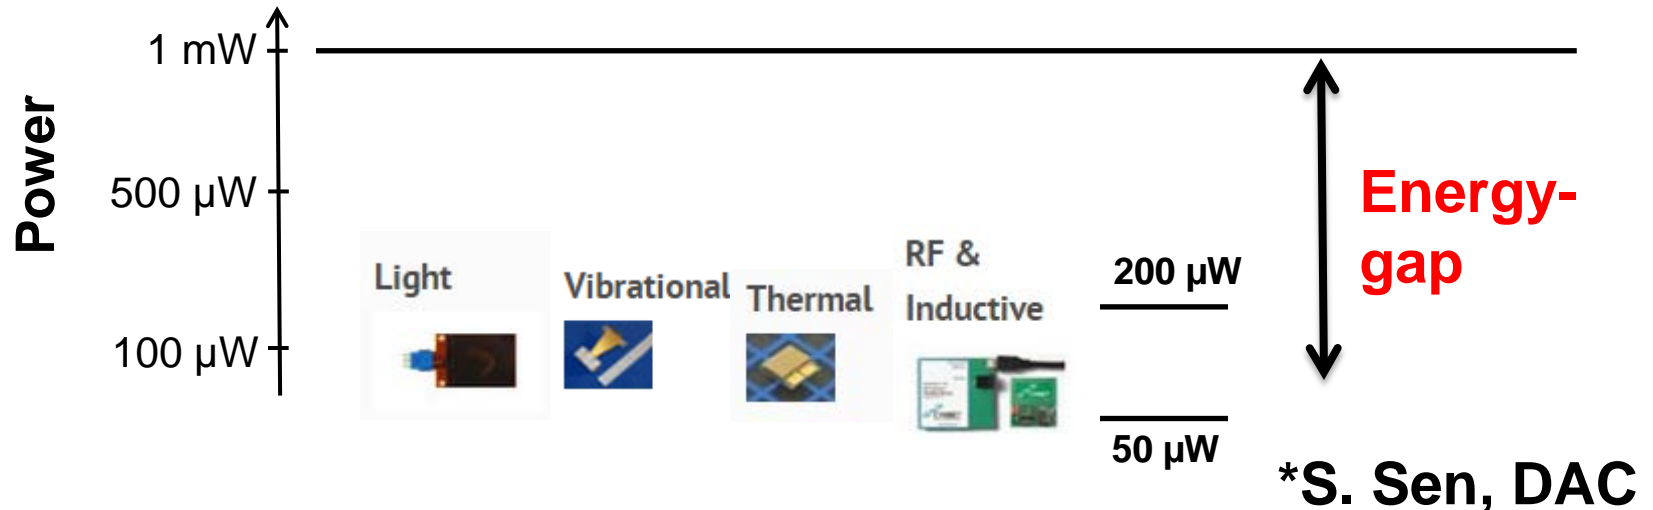 Power
1 mW
500 µW
100 µW
Light
Vibrational
Thermal
RF &
Inductive
200 µW
50 µW
Energy-
gap
*S. Sen, DAC